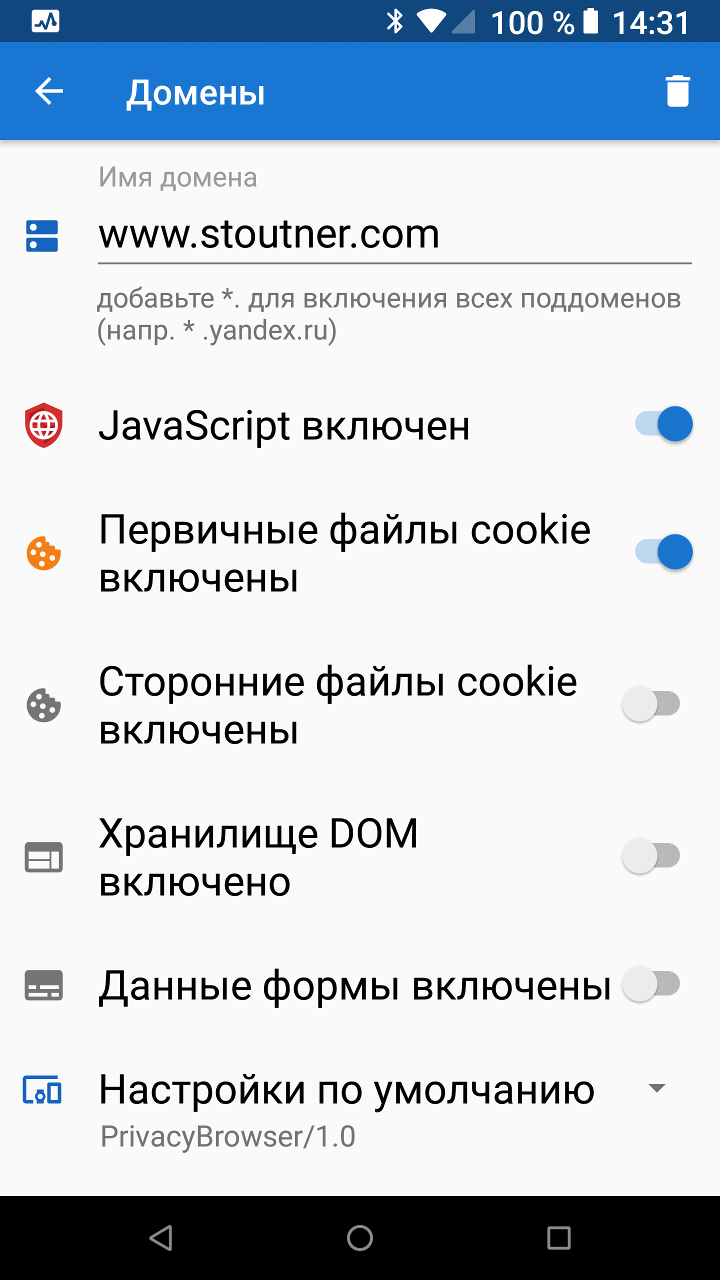 100 % 14:31
Домены
Имя домена
www.stoutner.com
добавьте *. для включения всех поддоменов
(напр. * .yandex.ru)
JavaScript включен
Первичные файлы cookie
включены
Сторонние файлы cookie
включены
Хранилище DOM
включено
Данные формы включены
Настройки по умолчанию
PrivacyBrowser/1.0